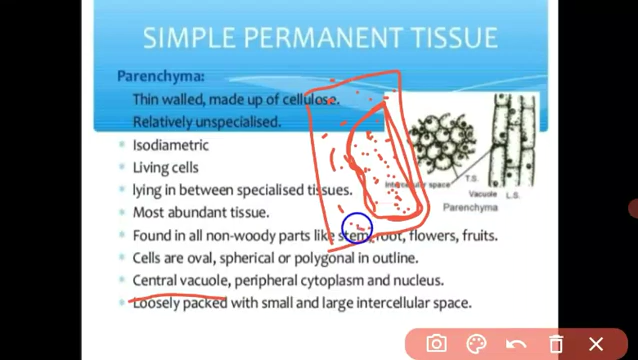 SIMPLE PERMANENT TISSUE
Parenchyma:
Thin walled, made up of cellulose.
Relatively unspecialised.
Isodiametric
Living cells
lying in between specialised tissues.
Most abundant tissue.
Found in all non-woody parts like stem, root, flowers, fruits.
Cells are oval, spherical or polygonal in outline.
Central vacuole, peripheral cytoplasm and nucleus.
Loosely packed with small and large intercellular space.
Intercellular space
T.S.
Vacuole
L.S.
Parenchyma